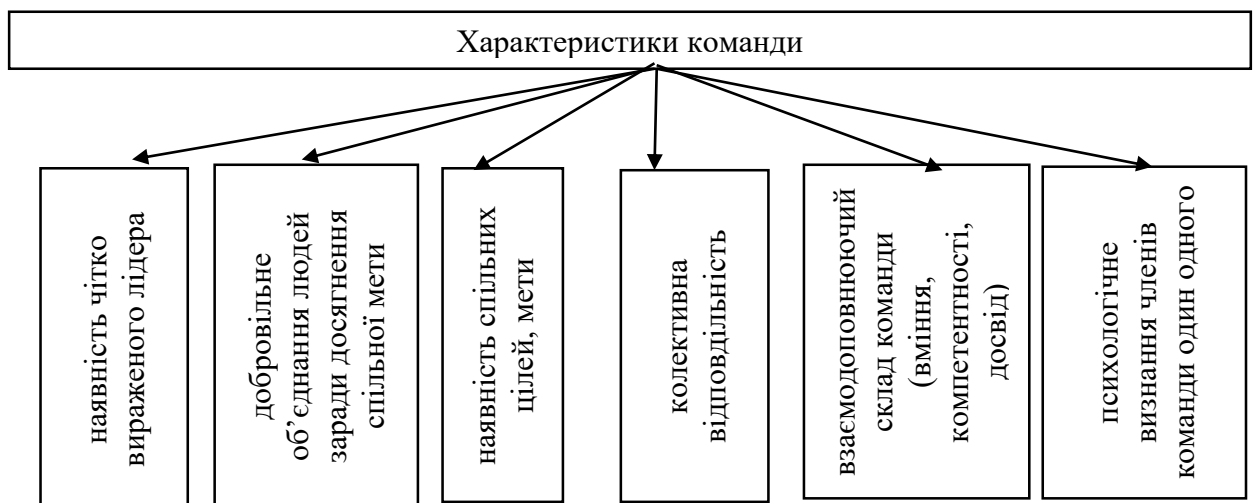 Характеристики команди
наявність чітко
вираженого лідера
добровільне
об’єднання людей
заради досягнення
спільної мети
наявність спільних
цілей, мети
колективна
відповдільність
взаємодоповнюючий
склад команди
(вміння,
компетентності,
досвід)
психологічне
визнання членів
команди один одного